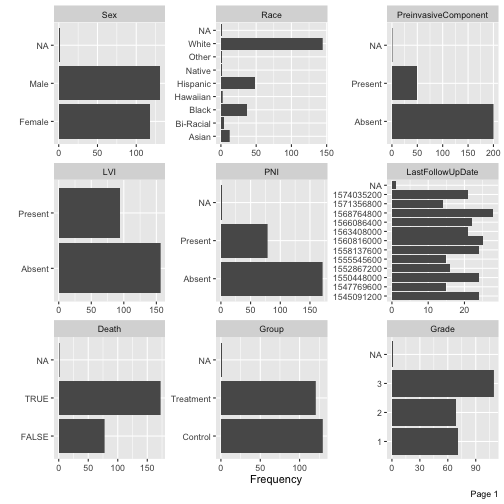 Sex
NA
Male
Female
0 50 100
Race
NA
White
Other
Native
Hispanic
Hawaiian
Black
Bi-Racial
Asian
0 50 100 150
PreinvasiveComponent
NA
Present
Absent
0 50 100 150 200
LVI
Present
Absent
0 50 100 150
PNI
NA
Present
Absent
0 50 100 150
LastFollowUpDate
NA
1574035200
1571356800
1568764800
1566086400
1563408000
1560816000
1558137600
1555545600
1552867200
1550448000
1547769600
1545091200
0 10 20
Death
NA
TRUE
FALSE
0 50 100 150
Group
NA
Treatment
Control
0 50 100
Grade
NA
3
2
1
0 30 60 90
Frequency
Page 1